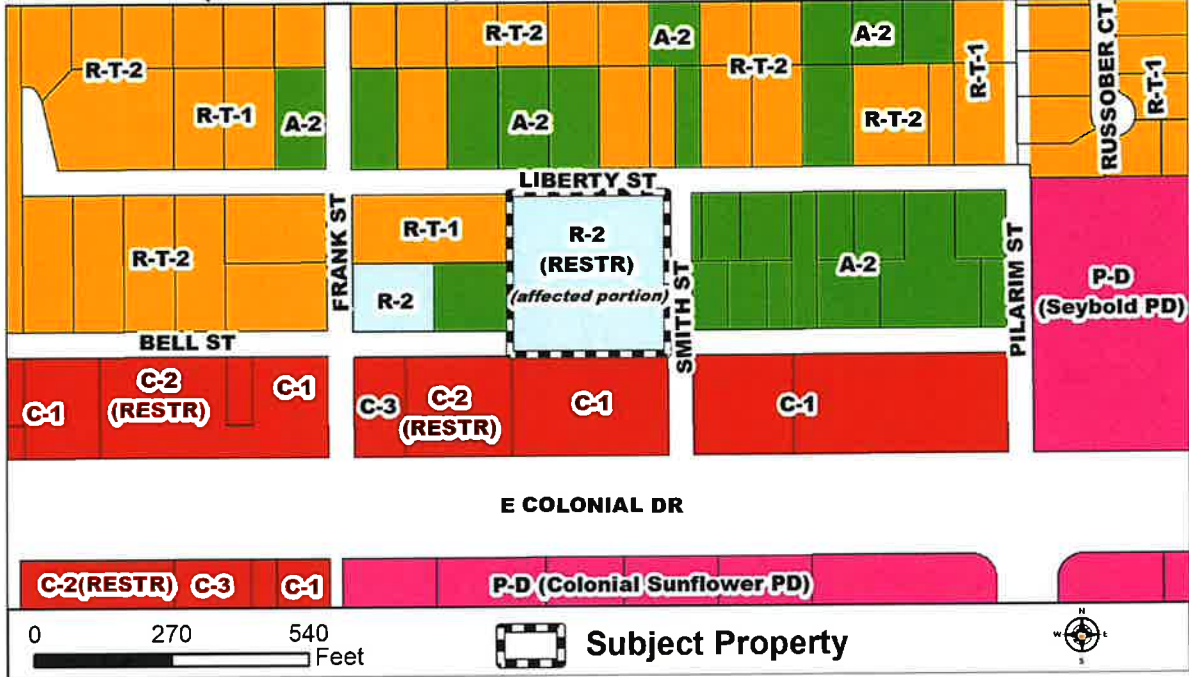 R-T-2
A-2
A-2
R-T-2
R-T-2
R-T-1
RUSSOBER CT
R-T-1
R-T-1
A-2
A-2
R-T-2
LIBERTY ST
FRANK ST
R-T-1
R-2
(RESTR)
(affected portion)
SMITH ST
A-2
PILARIM ST
P-D
(Seybold PD)
R-T-2
R-2
BELL ST
C-1
C-2
(RESTR)
C-1
C-3
C-2
(RESTR)
C-1
C-1
E COLONIAL DR
C-2(RESTR)
C-3
C-1
P-D (Colonial Sunflower PD)
0 270 540
Feet
Subject Property
N
W E
S